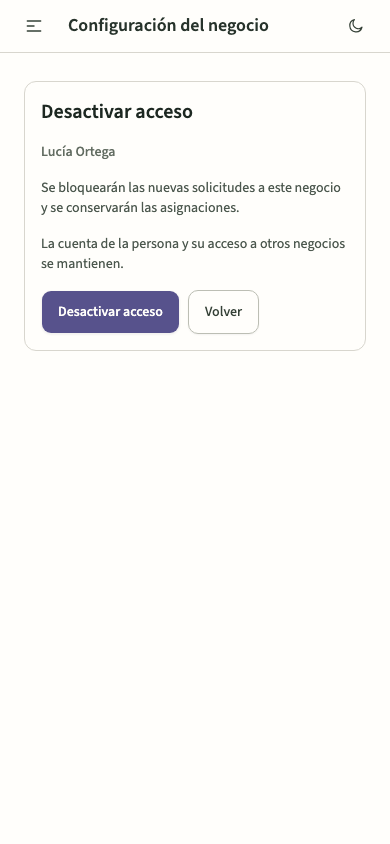 Configuración del negocio
Desactivar acceso
Lucía Ortega
Se bloquearán las nuevas solicitudes a este negocio
y se conservarán las asignaciones.
La cuenta de la persona y su acceso a otros negocios
se mantienen.
Desactivar acceso
Volver